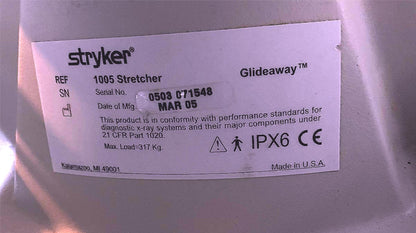 stryker®
REF 1005 Stretcher Glideaway™
SN Serial No. 0503 071548
Date of Mfg. MAR 05
This product is in conformity with performance standards for
diagnostic x-ray systems and their major components under
21 CFR Part 1020.
Max. Load=317 Kg.
IPX6 CE
Kalamazoo, MI 49001 Made in U.S.A.